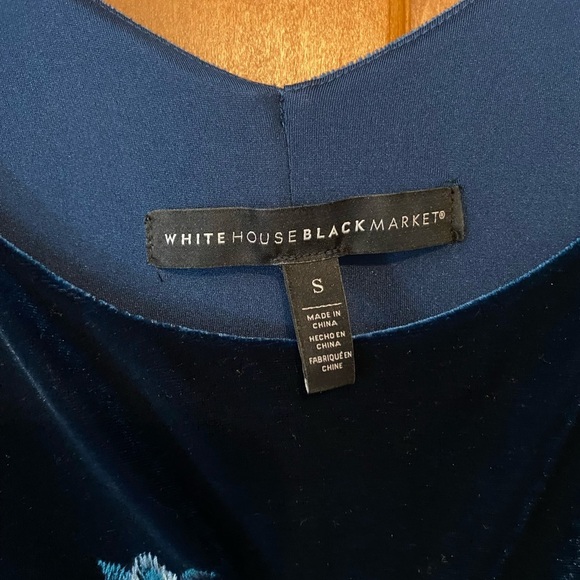 WHITE HOUSE BLACK MARKET®
S
MADE IN
CHINA
HECHO EN
CHINA
FABRIQUÉ EN
CHINE